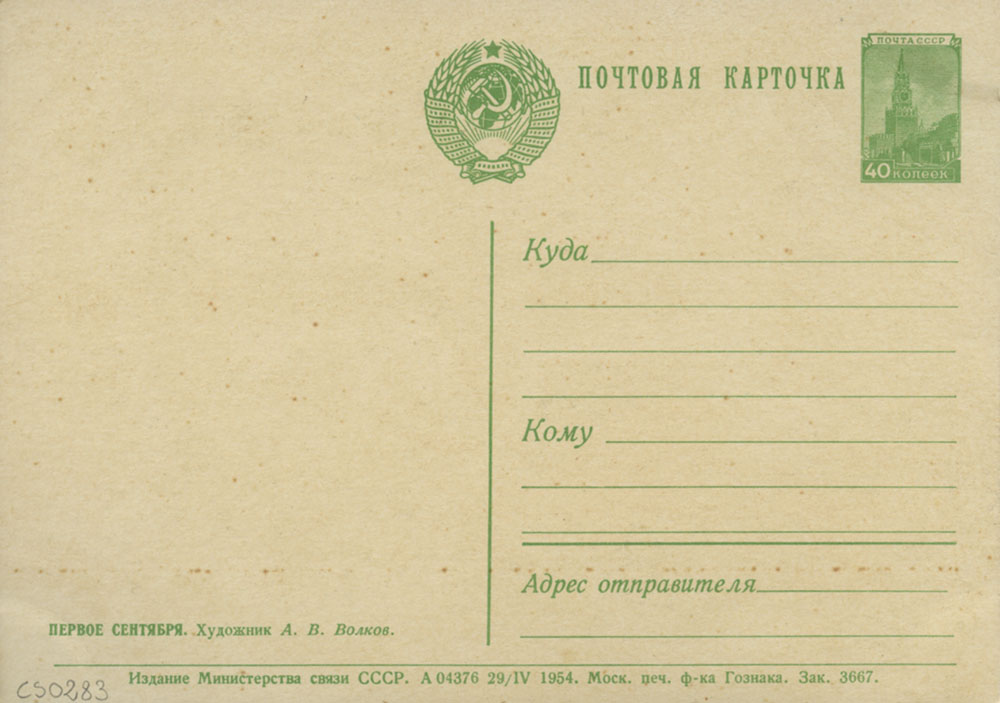 ПОЧТА СССР
ПОЧТОВАЯ КАРТОЧКА
40 КОПЕЕК
Куда
Кому
Адрес отправителя
ПЕРВОЕ СЕНТЯБРЯ. Художник А. В. Волков.
Издание Министерства связи СССР. А 04376 29/IV 1954. Моск. печ. ф-ка Гознака. Зак. 3667.
CS0283